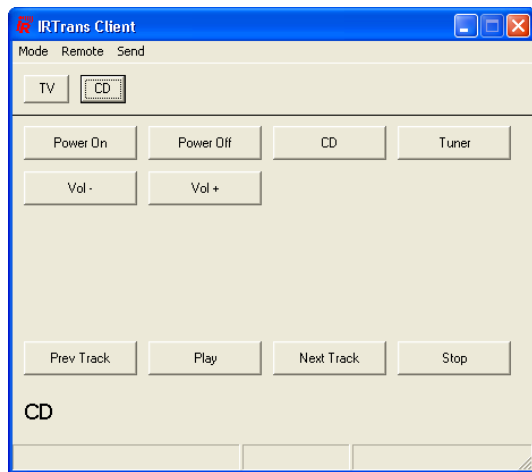 IRTrans Client
Mode Remote Send
TV CD
Power On Power Off CD Tuner
Vol - Vol +
Prev Track Play Next Track Stop
CD